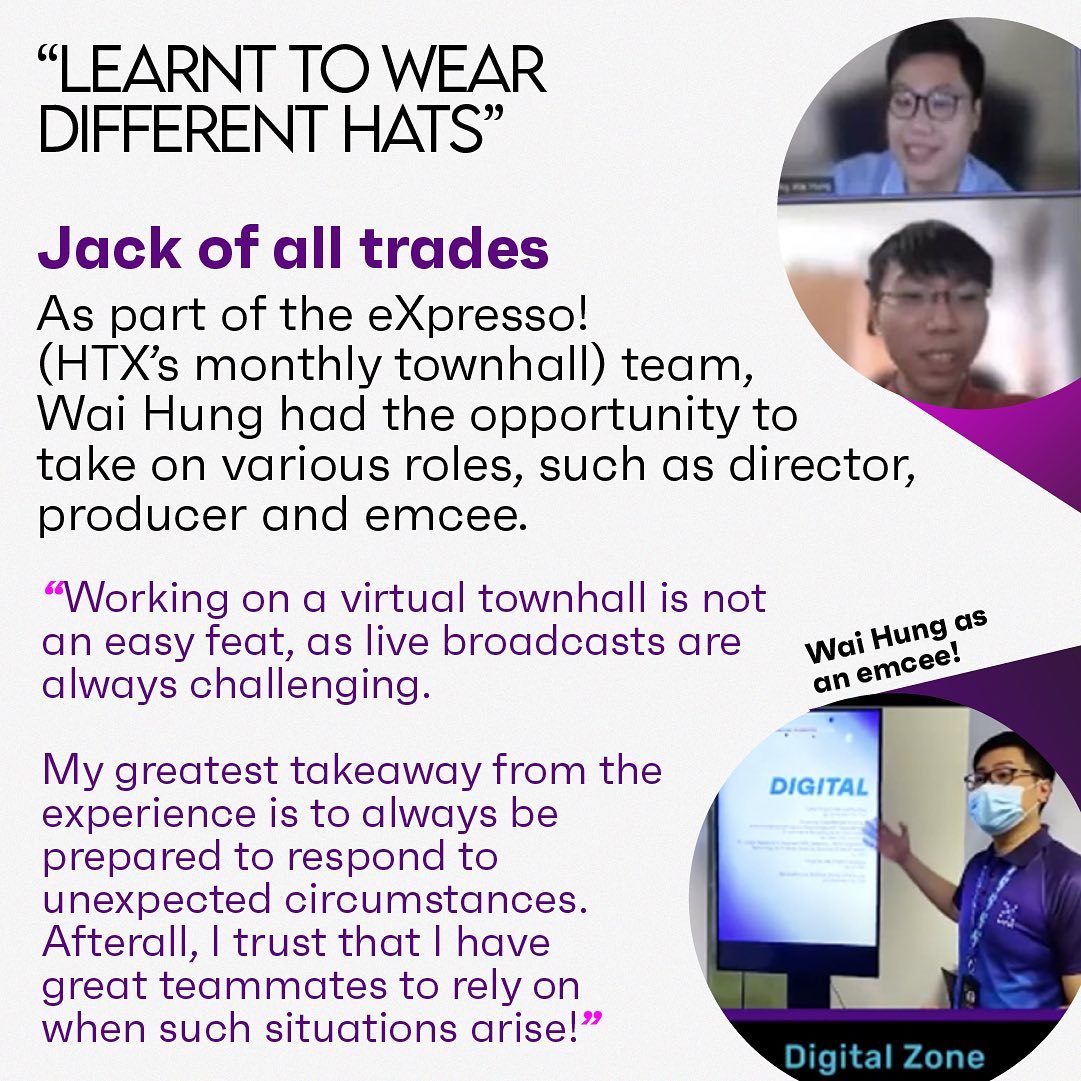 “LEARNT TO WEAR
DIFFERENT HATS”
Jack of all trades
As part of the eXpresso!
(HTX’s monthly townhall) team,
Wai Hung had the opportunity to
take on various roles, such as director,
producer and emcee.
“Working on a virtual townhall is not
an easy feat, as live broadcasts are
always challenging.
My greatest takeaway from the
experience is to always be
prepared to respond to
unexpected circumstances.
Afterall, I trust that I have
great teammates to rely on
when such situations arise!”
Wai Hung as
an emcee!
DIGITAL
Digital Zone